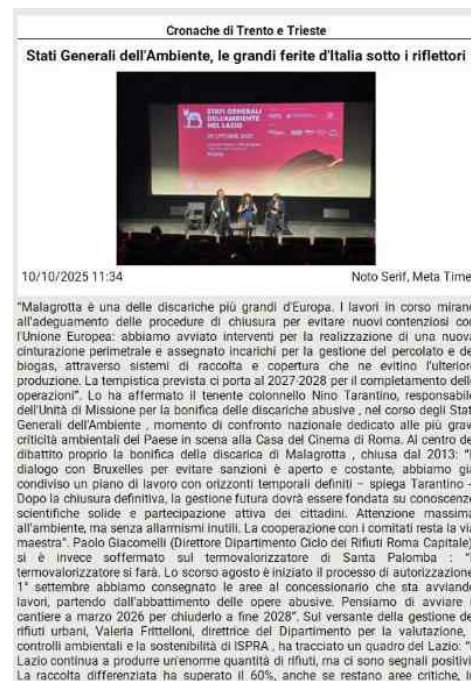 Cronache di Trento e Trieste
Stati Generali dell'Ambiente, le grandi ferite d'Italia sotto i riflettori
STATI GENERALI
DELL'AMBIENTE
NEL LAZIO
10/10/2025 11:34
Noto Serif, Meta Time
"Malagrotta è una delle discariche più grandi d'Europa. I lavori in corso mirano
all'adeguamento delle procedure di chiusura per evitare nuovi contenziosi con
l'Unione Europea: abbiamo avviato interventi per la realizzazione di una nuova
cinturazione perimetrale e assegnato incarichi per la gestione del percolato e de
biogas, attraverso sistemi di raccolta e copertura che ne evitino l'ulteriore
produzione. La tempistica prevista ci porta al 2027-2028 per il completamento delle
operazioni". Lo ha affermato il tenente colonnello Nino Tarantino, responsabile
dell'Unità di Missione per la bonifica delle discariche abusive , nel corso degli Stat
Generali dell'Ambiente , momento di confronto nazionale dedicato alle più grav
criticità ambientali del Paese in scena alla Casa del Cinema di Roma. Al centro de
dibattito proprio la bonifica della discarica di Malagrotta , chiusa dal 2013: "I
dialogo con Bruxelles per evitare sanzioni è aperto e costante, abbiamo già
condiviso un piano di lavoro con orizzonti temporali definiti – spiega Tarantino -
Dopo la chiusura definitiva, la gestione futura dovrà essere fondata su conoscenze
scientifiche solide e partecipazione attiva dei cittadini. Attenzione massima
all'ambiente, ma senza allarmismi inutili. La cooperazione con i comitati resta la via
maestra". Paolo Giacomelli (Direttore Dipartimento Ciclo dei Rifiuti Roma Capitale)
si è invece soffermato sul termovalorizzatore di Santa Palomba : "I
termovalorizzatore si farà. Lo scorso agosto è iniziato il processo di autorizzazione
1° settembre abbiamo consegnato le aree al concessionario che sta avviando
lavori, partendo dall'abbattimento delle opere abusive. Pensiamo di avviare i
cantiere a marzo 2026 per chiuderlo a fine 2028". Sul versante della gestione de
rifiuti urbani, Valeria Frittelloni, direttrice del Dipartimento per la valutazione, i
controlli ambientali e la sostenibilità di ISPRA , ha tracciato un quadro del Lazio: "I
Lazio continua a produrre un'enorme quantità di rifiuti, ma ci sono segnali positivi
La raccolta differenziata ha superato il 60%, anche se restano aree critiche, i